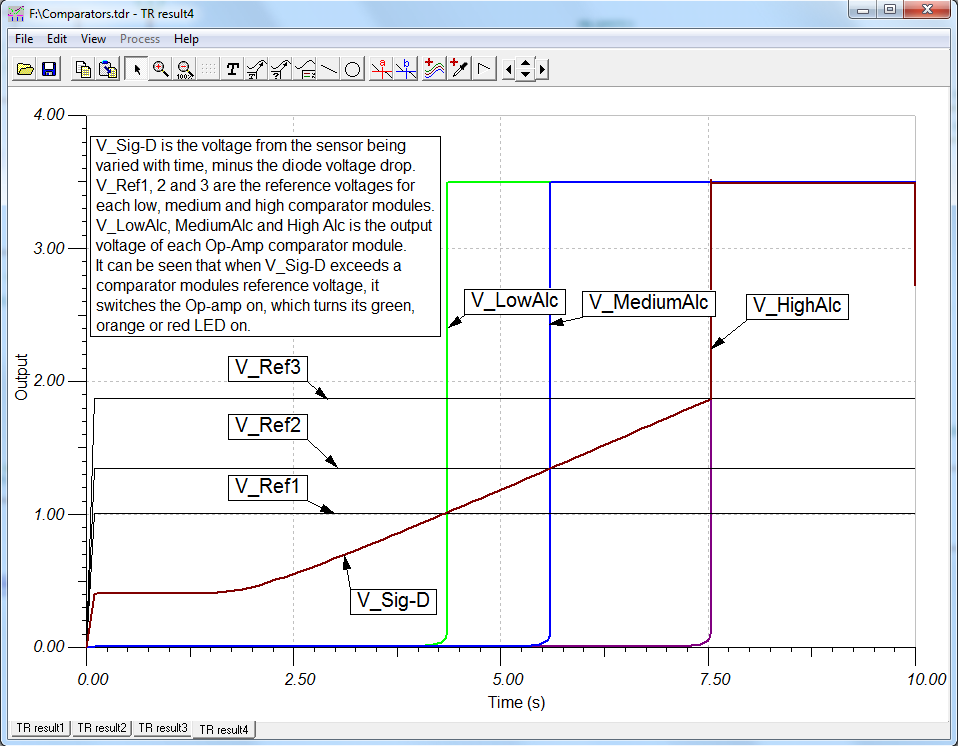 F:\Comparators.tdr - TR result4
File Edit View Process Help
100% T ? a b
4.00
V_Sig-D is the voltage from the sensor being
varied with time, minus the diode voltage drop.
V_Ref1, 2 and 3 are the reference voltages for
each low, medium and high comparator modules.
V_LowAlc, MediumAlc and High Alc is the output
voltage of each Op-Amp comparator module.
It can be seen that when V_Sig-D exceeds a
comparator modules reference voltage, it
switches the Op-amp on, which turns its green,
orange or red LED on.
3.00
V_LowAlc
V_MediumAlc
V_HighAlc
Output
2.00
V_Ref3
V_Ref2
V_Ref1
1.00
V_Sig-D
0.00
0.00 2.50 5.00 7.50 10.00
Time (s)
TR result1 TR result2 TR result3 TR result4